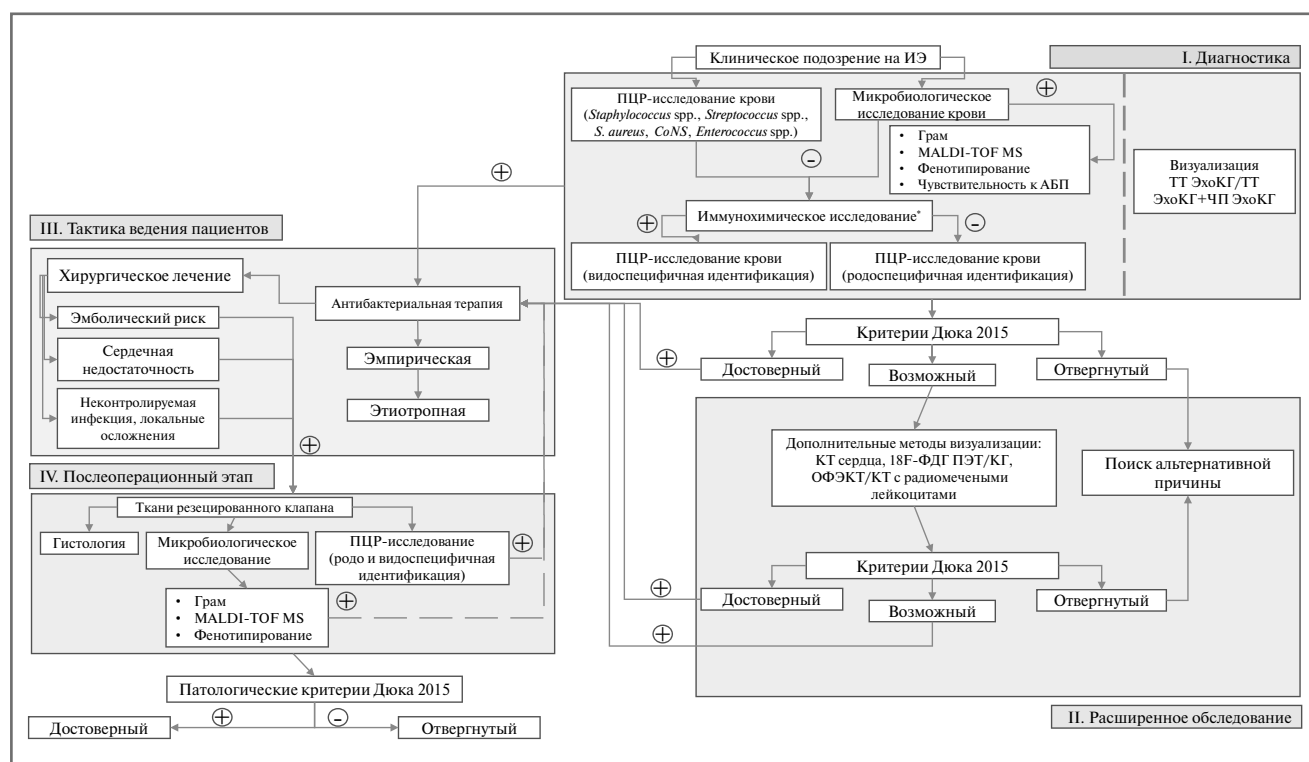 Клиническое подозрение на ИЭ
I. Диагностика
ПЦР-исследование крови
(Staphylococcus spp., Streptococcus spp.,
S. aureus, CoNS, Enterococcus spp.)
Микробиологическое
исследование крови
+
• Грам
• MALDI-TOF MS
• Фенотипирование
• Чувствительность к АБП
-
Визуализация
ТТ ЭхоКГ/ТТ
ЭхоКГ+ЧП ЭхоКГ
+
Иммунохимическое исследование*
+
-
ПЦР-исследование крови
(видоспецифичная идентификация)
ПЦР-исследование крови
(родоспецифичная идентификация)
III. Тактика ведения пациентов
Хирургическое лечение
Антибактериальная терапия
Эмболический риск
Сердечная
недостаточность
Эмпирическая
Неконтролируемая
инфекция, локальные
осложнения
Этиотропная
+
Критерии Дюка 2015
+
Достоверный
Возможный
Отвергнутый
Дополнительные методы визуализации:
КТ сердца, 18F-ФДГ ПЭТ/КГ,
ОФЭКТ/КТ с радиомечеными
лейкоцитами
Поиск альтернативной
причины
Критерии Дюка 2015
+
Достоверный
Возможный
Отвергнутый
+
II. Расширенное обследование
IV. Послеоперационный этап
Ткани резецированного клапана
Гистология
Микробиологическое
исследование
ПЦР-исследование
(родо и видоспецифичная
идентификация)
+
• Грам
• MALDI-TOF MS
• Фенотипирование
+
Патологические критерии Дюка 2015
+
-
Достоверный
Отвергнутый